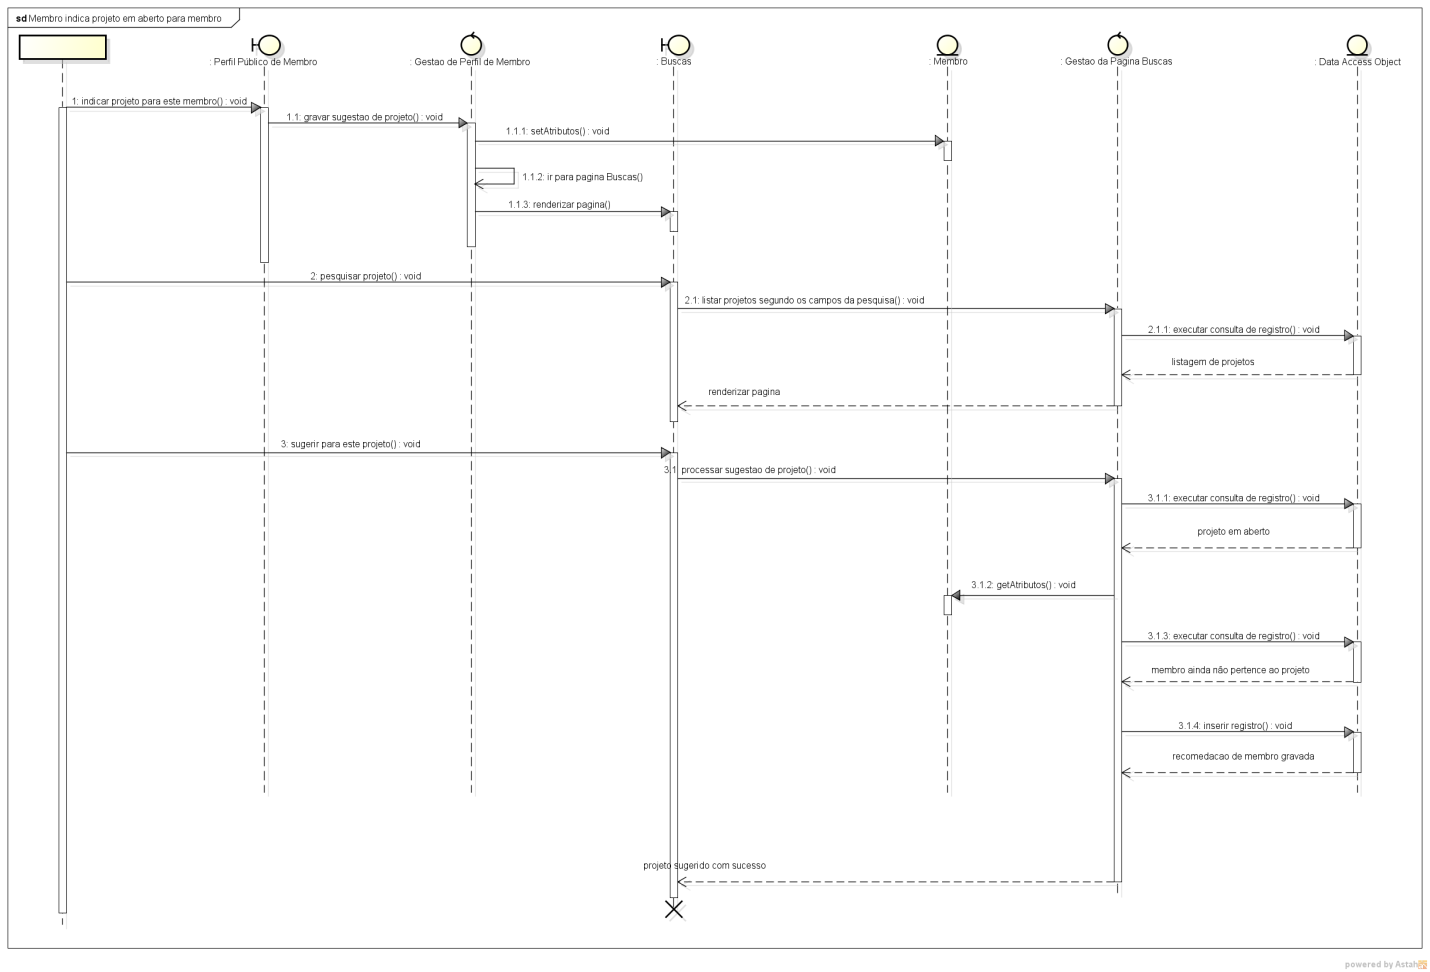 sd Membro indica projeto em aberto para membro
: Perfil Público de Membro
: Gestao de Perfil de Membro
: Buscas
: Membro
: Gestao da Pagina Buscas
: Data Access Object
1: indicar projeto para este membro() : void
1.1: gravar sugestao de projeto() : void
1.1.1: setAtributos() : void
1.1.2: ir para pagina Buscas()
1.1.3: renderizar pagina()
2: pesquisar projeto() : void
2.1: listar projetos segundo os campos da pesquisa() : void
2.1.1: executar consulta de registro() : void
listagem de projetos
renderizar pagina
3: sugerir para este projeto() : void
3.1: processar sugestao de projeto() : void
3.1.1: executar consulta de registro() : void
projeto em aberto
3.1.2: getAtributos() : void
3.1.3: executar consulta de registro() : void
membro ainda não pertence ao projeto
3.1.4: inserir registro() : void
recomedacao de membro gravada
projeto sugerido com sucesso
powered by Astah